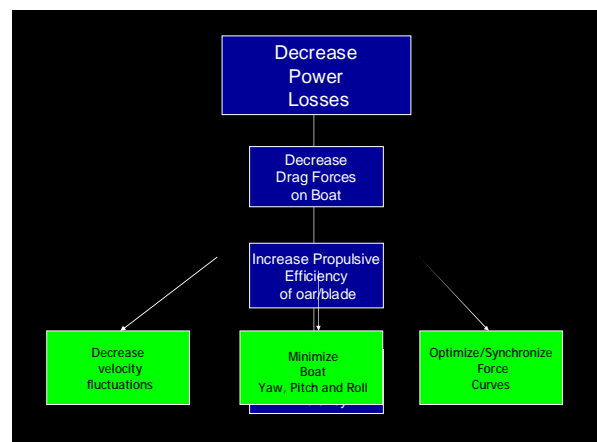 Decrease
Power
Losses
Decrease
Drag Forces
on Boat
Increase Propulsive
Efficiency
of oar/blade
Decrease
velocity
fluctuations
Minimize
Boat
Yaw, Pitch and Roll
Optimize/Synchronize
Force
Curves